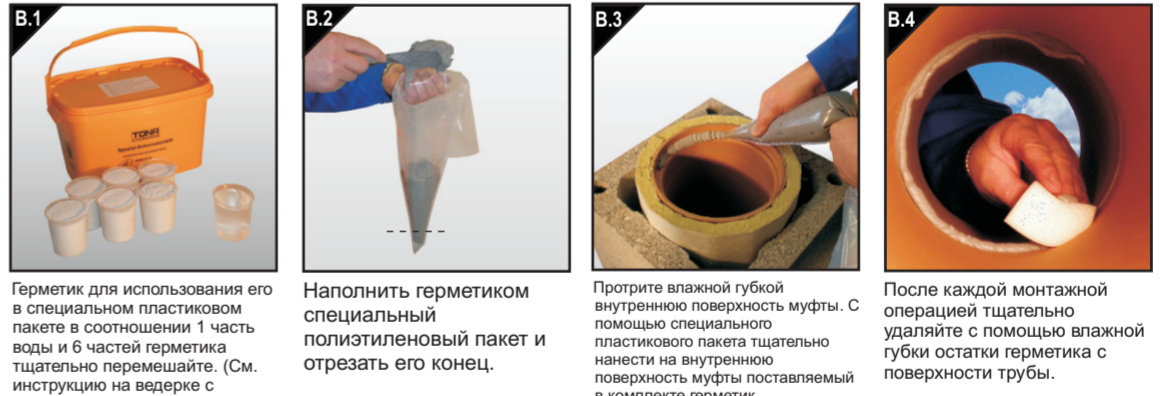 B.1
TONA
Герметик для использования его
в специальном пластиковом
пакете в соотношении 1 часть
воды и 6 частей герметика
тщательно перемешайте. (См.
инструкцию на ведерке с
B.2
Наполнить герметиком
специальный
полиэтиленовый пакет и
отрезать его конец.
B.3
Протрите влажной губкой
внутреннюю поверхность муфты. С
помощью специального
пластикового пакета тщательно
нанести на внутреннюю
поверхность муфты поставляемый
в комплекте герметик
B.4
После каждой монтажной
операцией тщательно
удаляйте с помощью влажной
губки остатки герметика с
поверхности трубы.